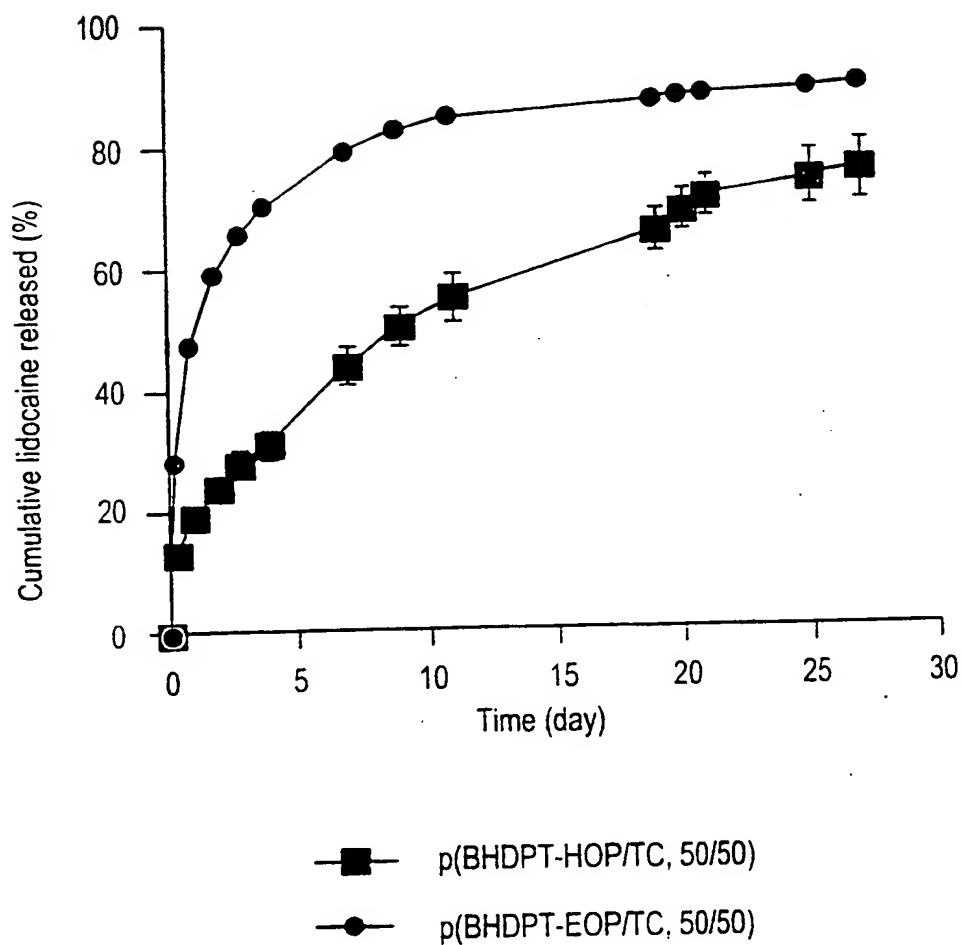 Cumulative lidocaine released (%)
100
80
60
40
20
0
0 5 10 15 20 25 30
Time (day)
p(BHDPT-HOP/TC, 50/50)
p(BHDPT-EOP/TC, 50/50)